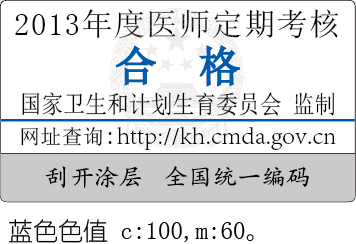 2013年度医师定期考核
合 格
国家卫生和计划生育委员会 监制
网址查询:http://kh.cmda.gov.cn
刮开涂层 全国统一编码
蓝色色值 c:100,m:60。